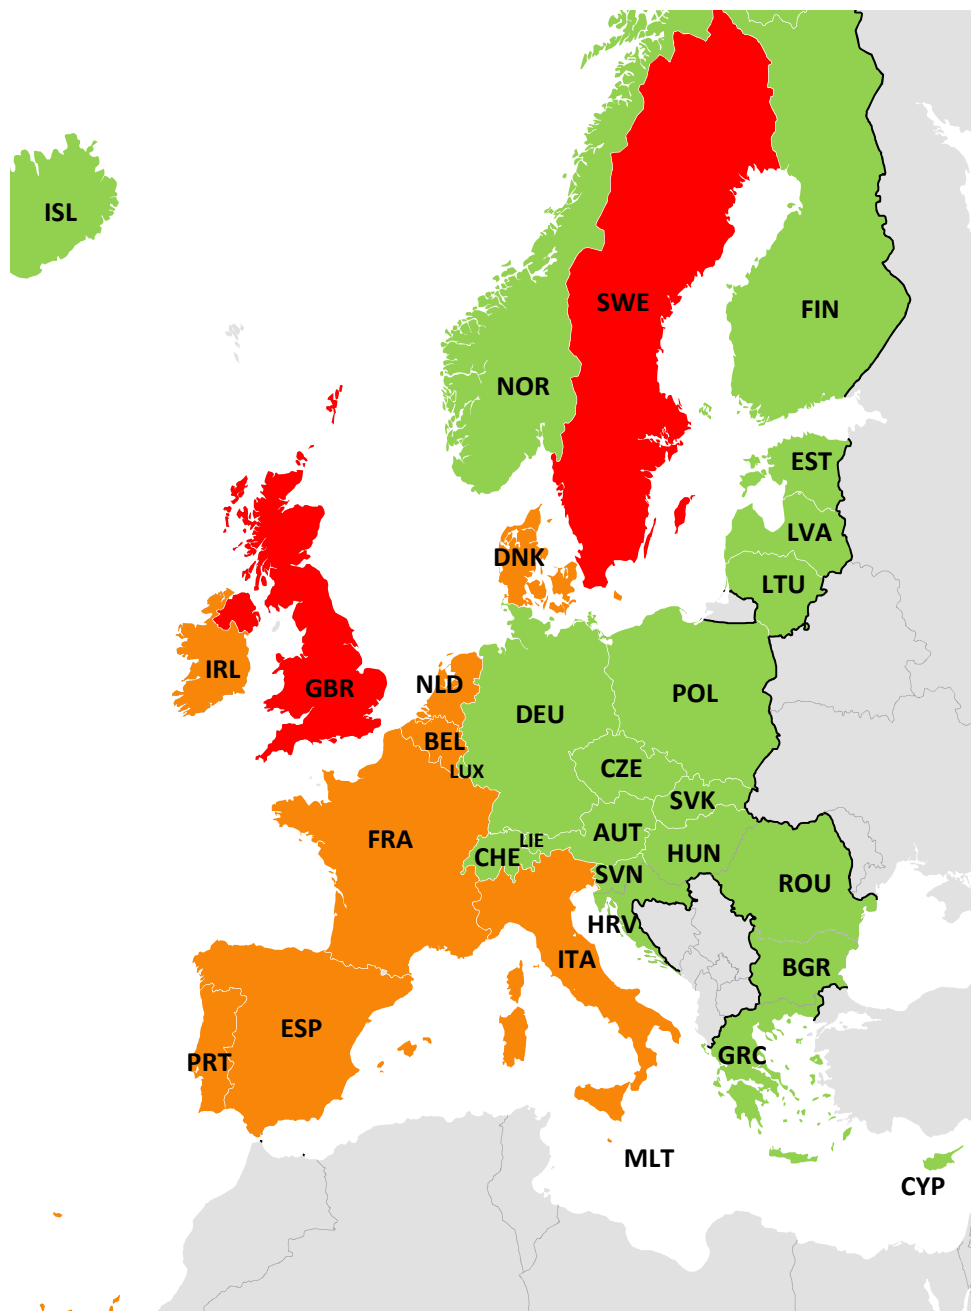 ISL
SWE
FIN
NOR
EST
LVA
DNK
LTU
IRL
GBR
NLD
POL
DEU
BEL
LUX
CZE
SVK
FRA
AUT
LIE
CHE
HUN
SVN
ROU
HRV
ITA
BGR
ESP
PRT
GRC
MLT
CYP